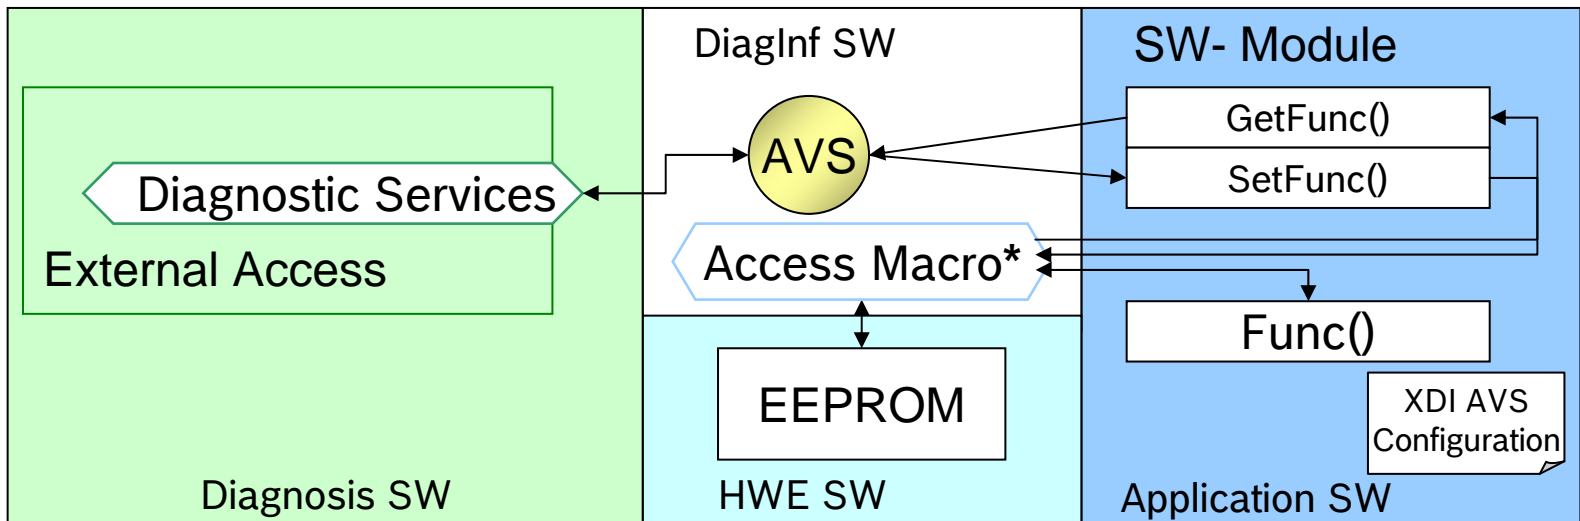 DiagInf SW
SW- Module
GetFunc()
AVS
SetFunc()
Diagnostic Services
External Access
Access Macro*
Func()
EEPROM
XDI AVS
Configuration
Diagnosis SW
HWE SW
Application SW